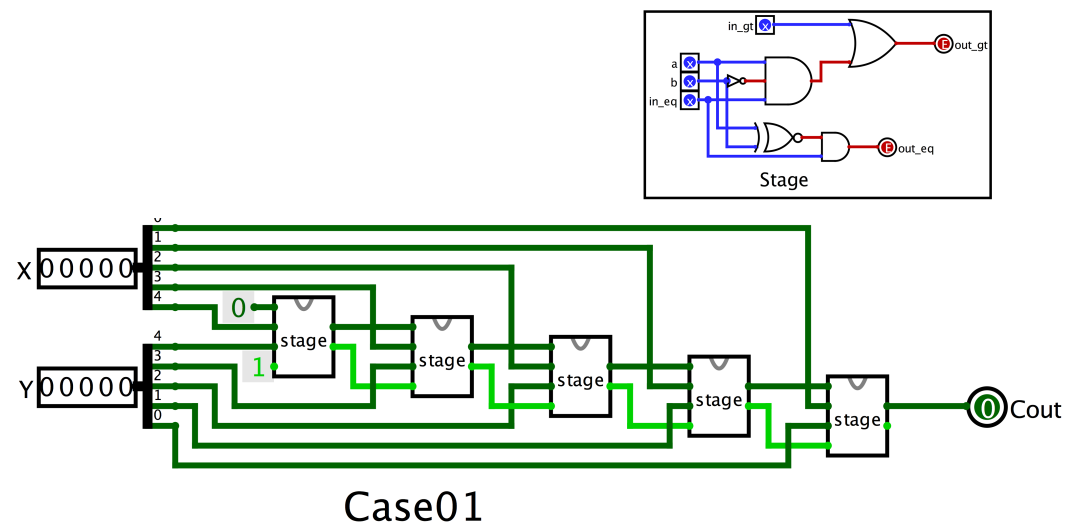 in_gt
x
E
out_gt
a
x
b
x
in_eq
x
E
out_eq
Stage
X
00000
0
1
2
3
4
0
stage
stage
stage
stage
stage
1
Y
00000
4
3
2
1
0
0
Cout
Case01